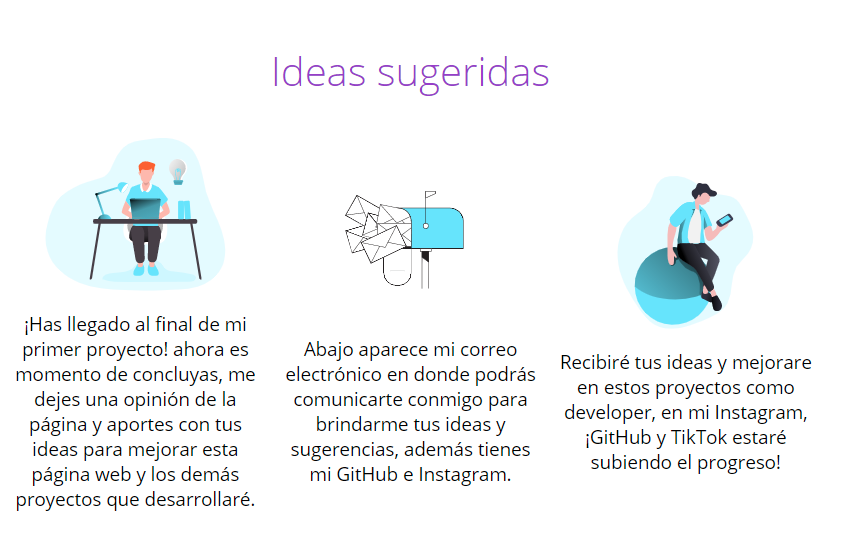 Ideas sugeridas
¡Has llegado al final de mi
primer proyecto! ahora es
momento de concluyas, me
dejes una opinión de la
página y aportes con tus
ideas para mejorar esta
página web y los demás
proyectos que desarrollaré.
Abajo aparece mi correo
electrónico en donde podrás
comunicarte conmigo para
brindarme tus ideas y
sugerencias, además tienes
mi GitHub e Instagram.
Recibiré tus ideas y mejorare
en estos proyectos como
developer, en mi Instagram,
¡GitHub y TikTok estaré
subiendo el progreso!